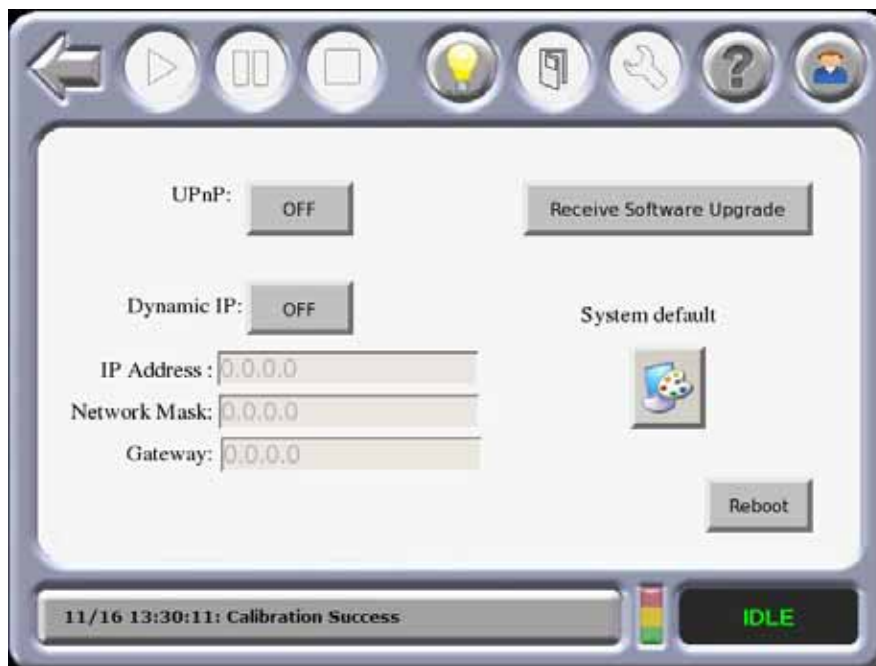 UPnP: OFF
Receive Software Upgrade
Dynamic IP: OFF
System default
IP Address : 0.0.0.0
Network Mask: 0.0.0.0
Gateway: 0.0.0.0
Reboot
11/16 13:30:11: Calibration Success
IDLE